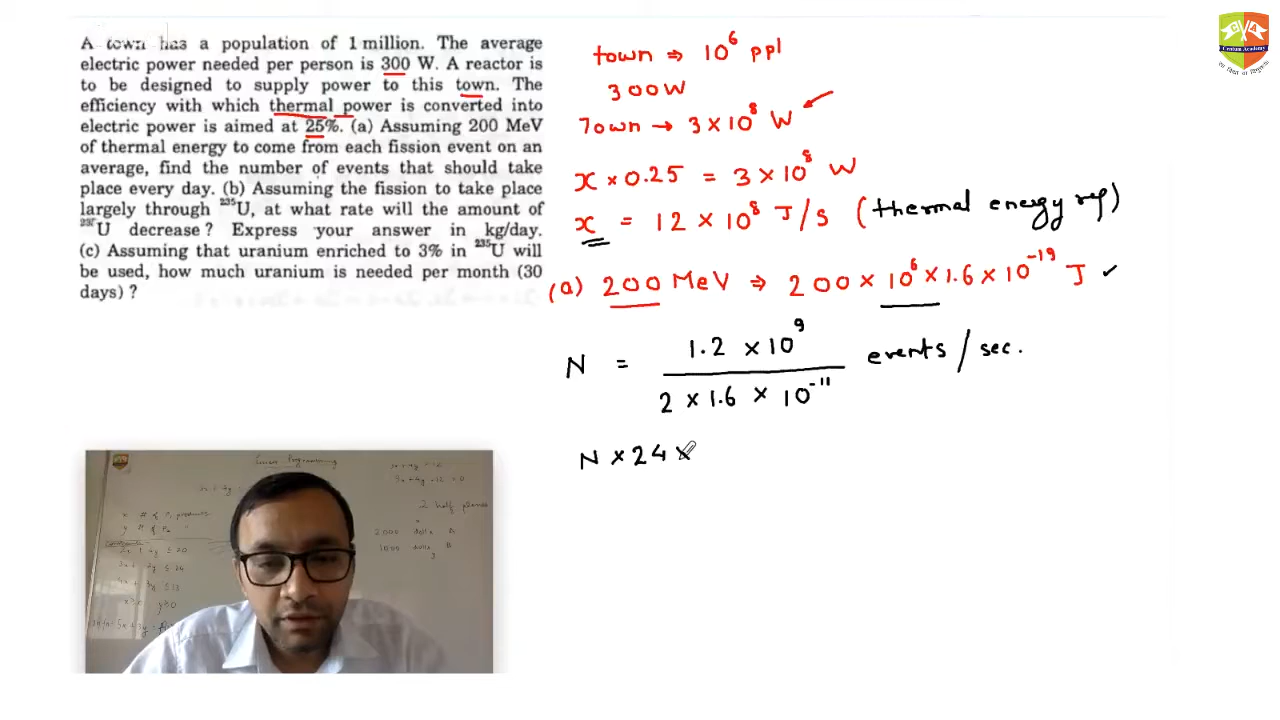 A town has a population of 1 million. The average
electric power needed per person is 300 W. A reactor is
to be designed to supply power to this town. The
efficiency with which thermal power is converted into
electric power is aimed at 25%. (a) Assuming 200 MeV
of thermal energy to come from each fission event on an
average, find the number of events that should take
place every day. (b) Assuming the fission to take place
largely through ²³⁵U, at what rate will the amount of
²³⁵U decrease ? Express your answer in kg/day.
(c) Assuming that uranium enriched to 3% in ²³⁵U will
be used, how much uranium is needed per month (30
days) ?
town ⇒ 10⁶ ppl
300W
Town → 3 × 10⁸ W
x × 0.25 = 3 × 10⁸ W
x = 12 × 10⁸ J/S (thermal energy req)
(a) 200 MeV ⇒ 200 × 10⁶ × 1.6 × 10⁻¹⁹ J ✓
N = 1.2 × 10⁹ / 2 × 1.6 × 10⁻¹¹ events / sec.
N × 24 ×
Centum Academy
2 half planes